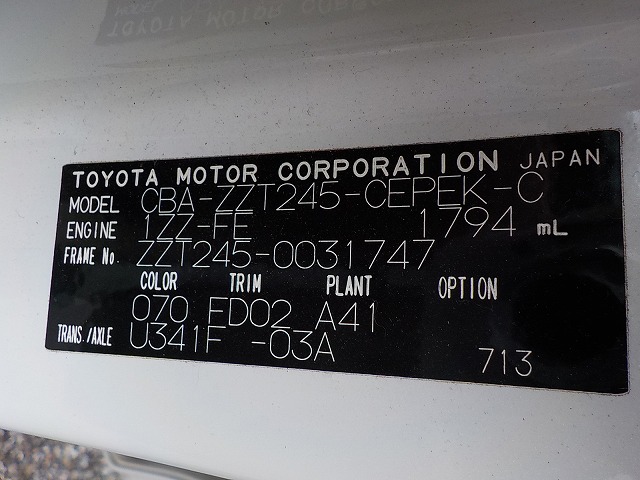 TOYOTA MOTOR CORPORATION JAPAN
MODEL CBA-ZZT245-CEPEK-C
ENGINE 1ZZ-FE 1794 mL
FRAME No. ZZT245-0031747
COLOR TRIM PLANT OPTION
070 FD02 A41
TRANS./AXLE U341F -03A
713